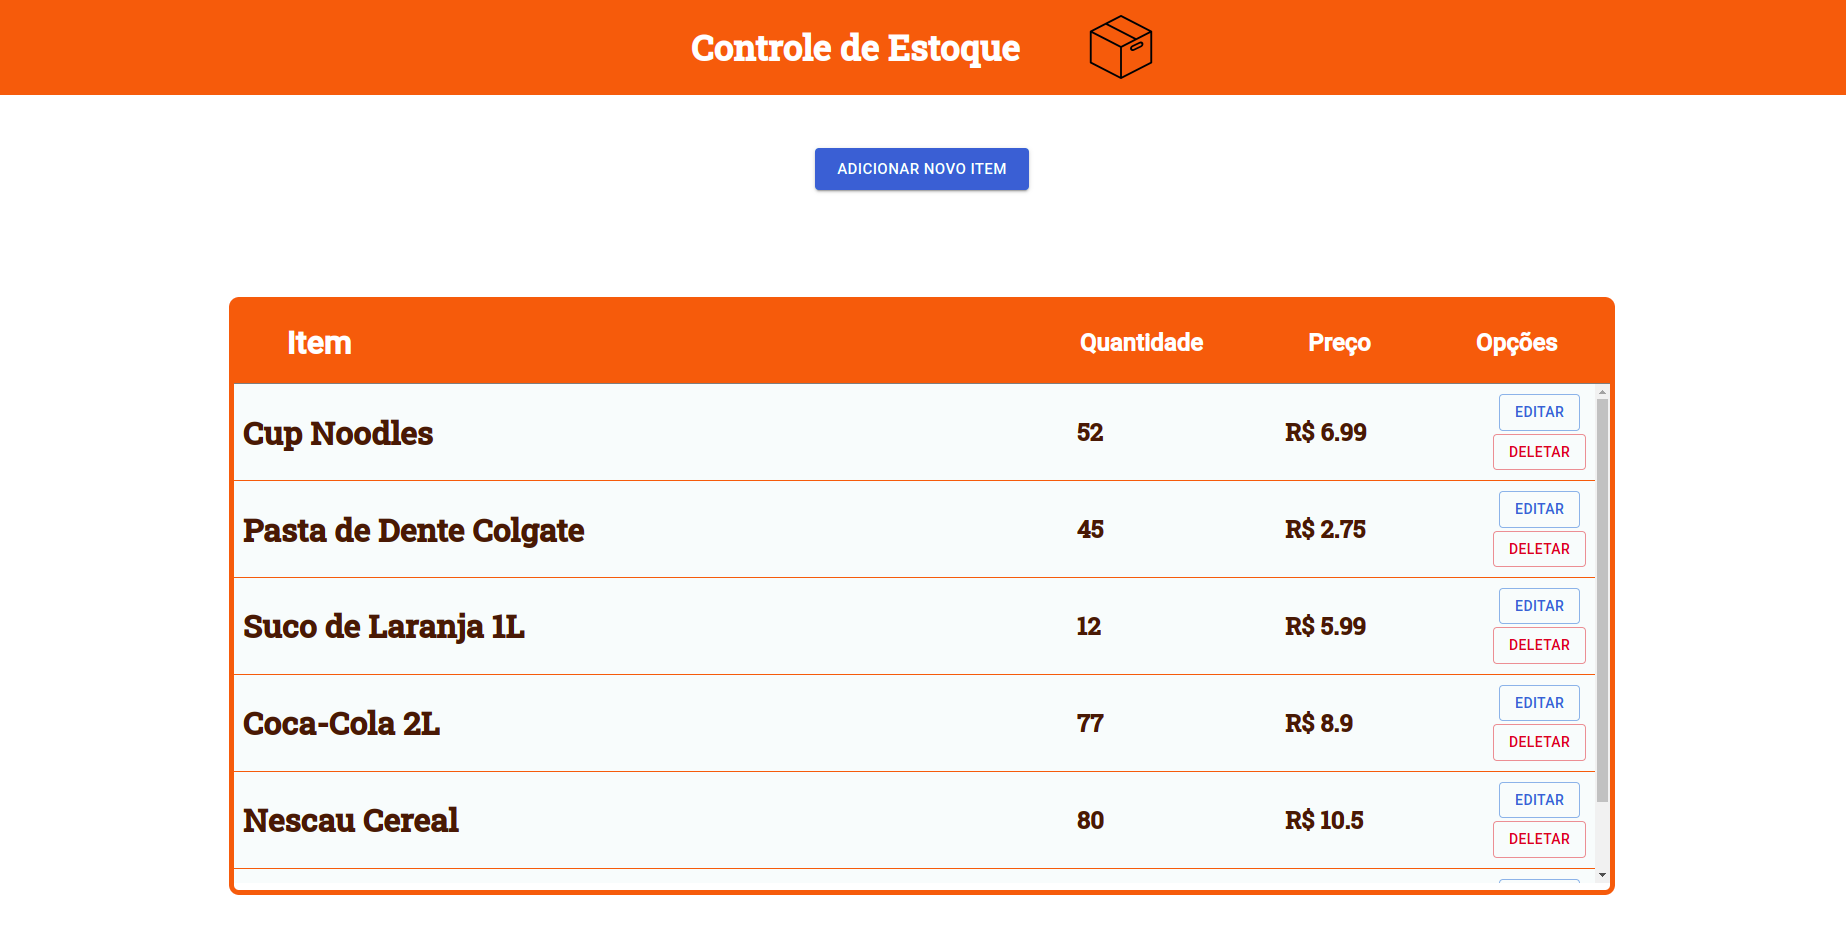 Controle de Estoque
ADICIONAR NOVO ITEM
Item Quantidade Preço Opções
Cup Noodles 52 R$ 6.99 EDITAR
DELETAR
Pasta de Dente Colgate 45 R$ 2.75 EDITAR
DELETAR
Suco de Laranja 1L 12 R$ 5.99 EDITAR
DELETAR
Coca-Cola 2L 77 R$ 8.9 EDITAR
DELETAR
Nescau Cereal 80 R$ 10.5 EDITAR
DELETAR